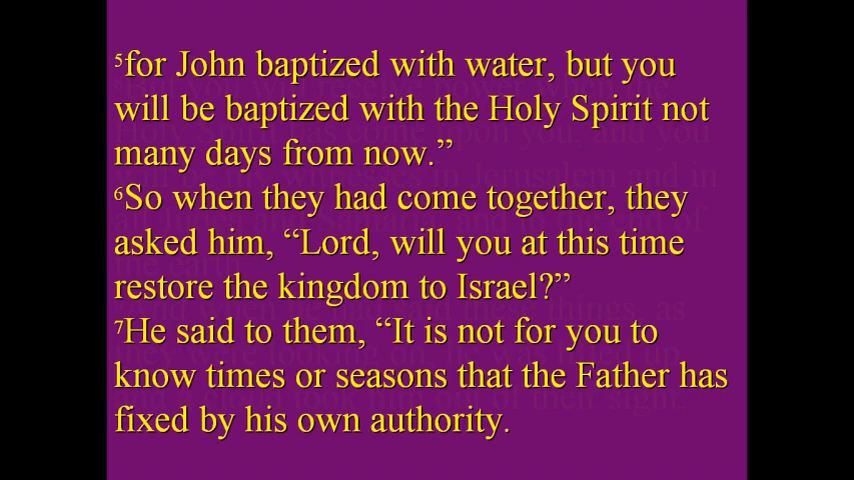 ⁵for John baptized with water, but you
will be baptized with the Holy Spirit not
many days from now.”
⁶So when they had come together, they
asked him, “Lord, will you at this time
restore the kingdom to Israel?”
⁷He said to them, “It is not for you to
know times or seasons that the Father has
fixed by his own authority.